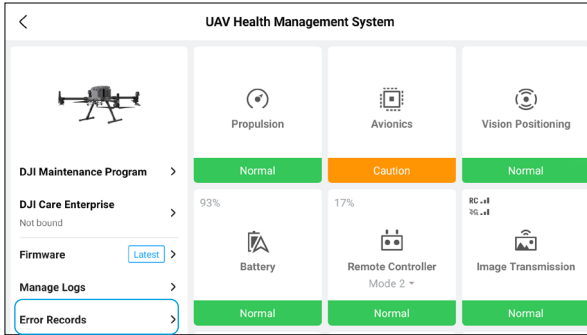 UAV Health Management System
Propulsion
Normal
Avionics
Caution
Vision Positioning
Normal
DJI Maintenance Program
DJI Care Enterprise
Not bound
Firmware
Latest
Manage Logs
Error Records
93%
Battery
Normal
17%
Remote Controller
Mode 2
Normal
RC
Image Transmission
Normal